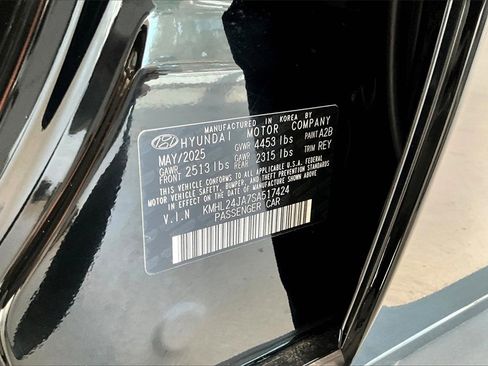 MANUFACTURED IN KOREA BY
HYUNDAI MOTOR COMPANY
MAY/2025 GVWR 4453 lbs PAINT A2B
GAWR FRONT 2513 lbs GAWR REAR 2315 lbs TRIM REY
THIS VEHICLE CONFORMS TO ALL APPLICABLE U.S.A. FEDERAL
MOTOR VEHICLE SAFETY, BUMPER, AND THEFT PREVENTION STANDARDS
IN EFFECT ON THE DATE OF MANUFACTURE SHOWN ABOVE.
V.I.N KMHL24JA7SA517424
PASSENGER CAR